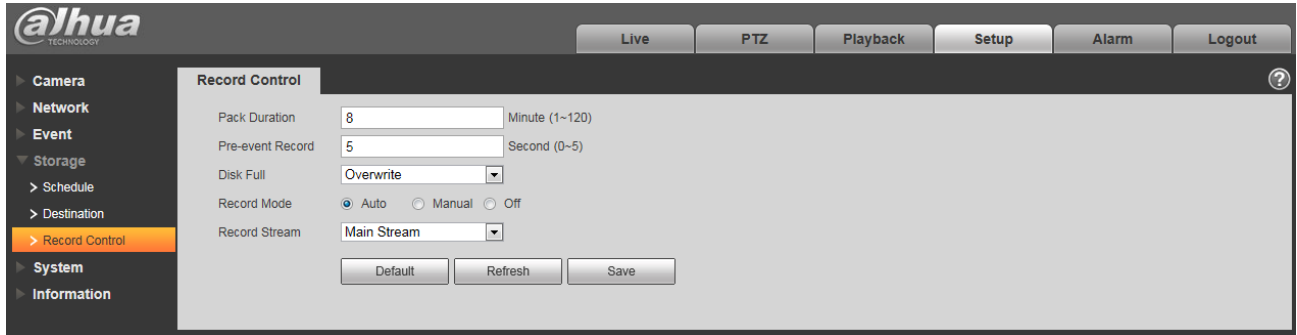 alhua
TECHNOLOGY
Live PTZ Playback Setup Alarm Logout
Camera
Network
Event
Storage
> Schedule
> Destination
> Record Control
System
Information
Record Control
?
Pack Duration 8 Minute (1~120)
Pre-event Record 5 Second (0~5)
Disk Full Overwrite
Record Mode Auto Manual Off
Record Stream Main Stream
Default Refresh Save